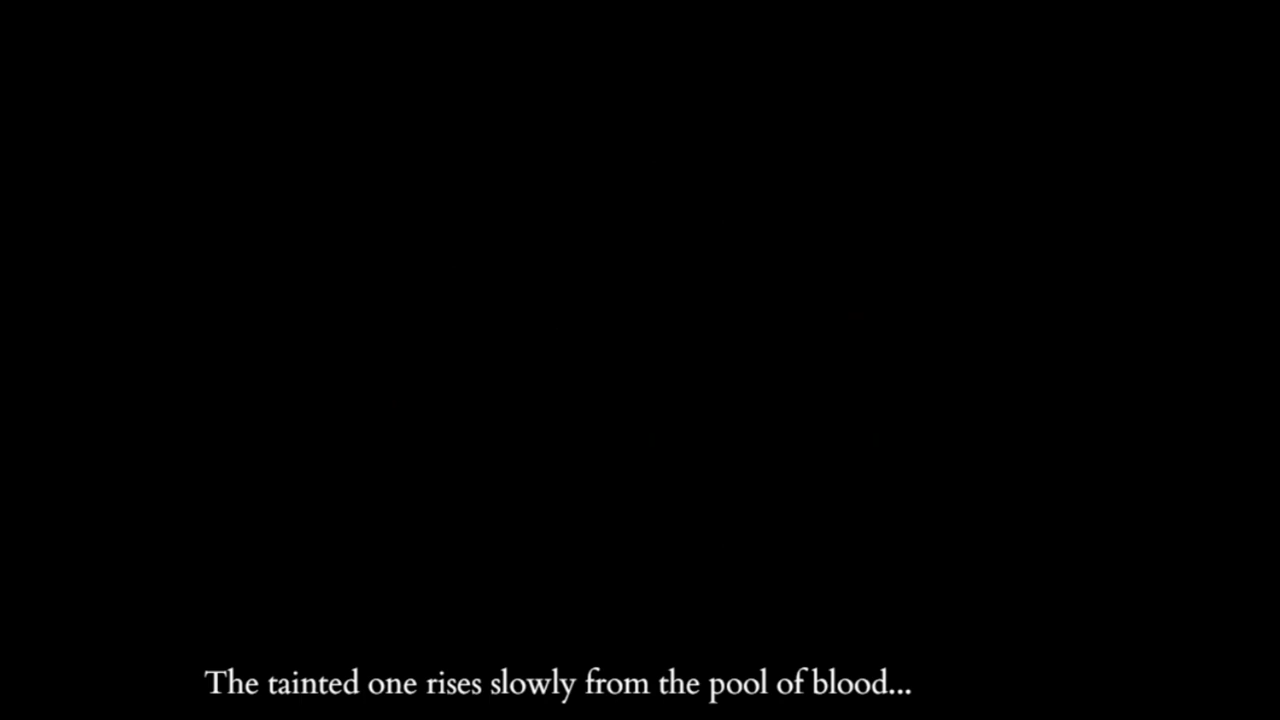 The tainted one rises slowly from the pool of blood...